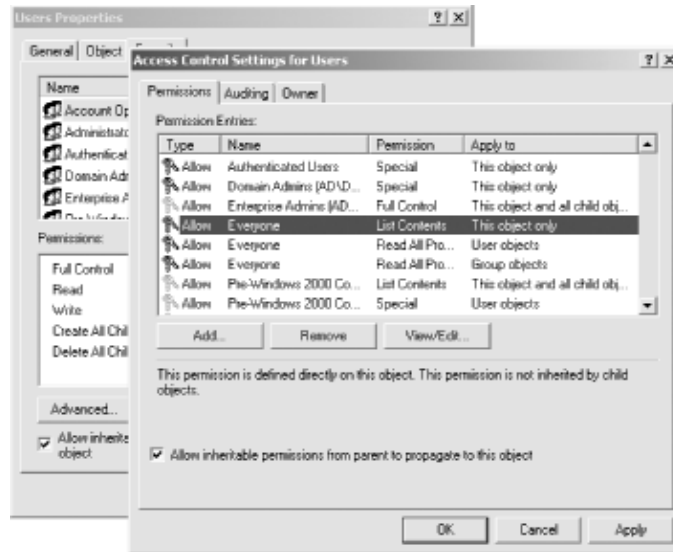 Users Properties
General Object
Name
Account Op
Administrato
Authenticat
Domain Adm
Enterprise A
Pre-Window
Permissions:
Full Control
Read
Write
Create All Chil
Delete All Chil
Advanced...
Allow inherita
object
Access Control Settings for Users
Permissions Auditing Owner
Permission Entries:
Type Name Permission Apply to
Allow Authenticated Users Special This object only
Allow Domain Admins (AD\D... Special This object only
Allow Enterprise Admins (AD... Full Control This object and all child obj...
Allow Everyone List Contents This object only
Allow Everyone Read All Pro... User objects
Allow Everyone Read All Pro... Group objects
Allow Pre-Windows 2000 Co... List Contents This object and all child obj...
Allow Pre-Windows 2000 Co... Special User objects
Add... Remove View/Edit...
This permission is defined directly on this object. This permission is not inherited by child
objects.
Allow inheritable permissions from parent to propagate to this object
OK Cancel Apply